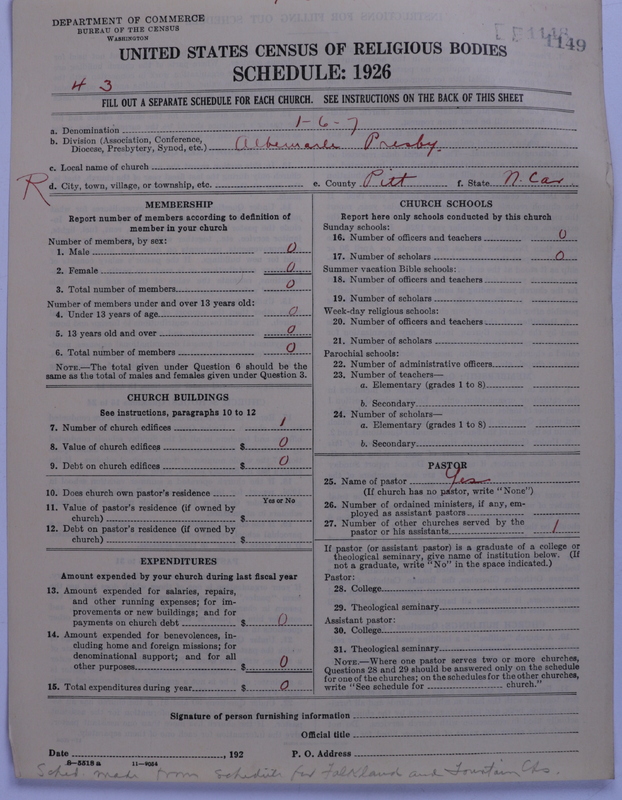 DEPARTMENT OF COMMERCE
BUREAU OF THE CENSUS
WASHINGTON
1149
UNITED STATES CENSUS OF RELIGIOUS BODIES
SCHEDULE: 1926
4 3
FILL OUT A SEPARATE SCHEDULE FOR EACH CHURCH. SEE INSTRUCTIONS ON THE BACK OF THIS SHEET
a. Denomination 1-6-7
b. Division (Association, Conference,
Diocese, Presbytery, Synod, etc.) Albemarle Presby.
c. Local name of church
R d. City, town, village, or township, etc. e. County Pitt f. State N. Car
MEMBERSHIP
Report number of members according to definition of
member in your church
Number of members, by sex:
1. Male 0
2. Female 0
3. Total number of members 0
Number of members under and over 13 years old:
4. Under 13 years of age 0
5. 13 years old and over 0
6. Total number of members 0
NOTE.—The total given under Question 6 should be the
same as the total of males and females given under Question 3.
CHURCH BUILDINGS
See instructions, paragraphs 10 to 12
7. Number of church edifices 1
8. Value of church edifices $ 0
9. Debt on church edifices $ 0
10. Does church own pastor's residence
Yes or No
11. Value of pastor's residence (if owned by
church) $
12. Debt on pastor's residence (if owned by
church) $
EXPENDITURES
Amount expended by your church during last fiscal year
13. Amount expended for salaries, repairs,
and other running expenses; for im-
provements or new buildings; and for
payments on church debt $ 0
14. Amount expended for benevolences, in-
cluding home and foreign missions; for
denominational support; and for all
other purposes $ 0
15. Total expenditures during year $ 0
CHURCH SCHOOLS
Report here only schools conducted by this church
Sunday schools:
16. Number of officers and teachers 0
17. Number of scholars 0
Summer vacation Bible schools:
18. Number of officers and teachers
19. Number of scholars
Week-day religious schools:
20. Number of officers and teachers
21. Number of scholars
Parochial schools:
22. Number of administrative officers
23. Number of teachers—
a. Elementary (grades 1 to 8)
b. Secondary
24. Number of scholars—
a. Elementary (grades 1 to 8)
b. Secondary
PASTOR
25. Name of pastor Yes
(If church has no pastor, write "None")
26. Number of ordained ministers, if any, em-
ployed as assistant pastors
27. Number of other churches served by the
pastor or his assistants 1
If pastor (or assistant pastor) is a graduate of a college or
theological seminary, give name of institution below. (If
not a graduate, write "No" in the space indicated.)
Pastor:
28. College
29. Theological seminary
Assistant pastor:
30. College
31. Theological seminary
NOTE.—Where one pastor serves two or more churches,
Questions 28 and 29 should be answered only on the schedule
for one of the churches; on the schedules for the other churches,
write "See schedule for church."
Signature of person furnishing information
Official title
Date , 192 P. O. Address
8—5518a 11—9054
Sched. made from schedule for Falkland and Fountain Chs.